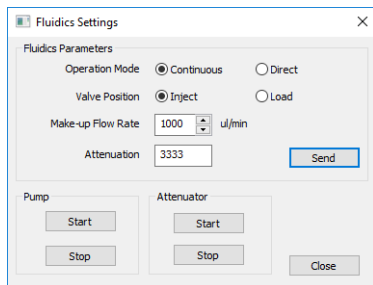 Fluidics Settings
Fluidics Parameters
Operation Mode Continuous Direct
Valve Position Inject Load
Make-up Flow Rate 1000 ul/min
Attenuation 3333 Send
Pump Attenuator
Start Start
Stop Stop
Close